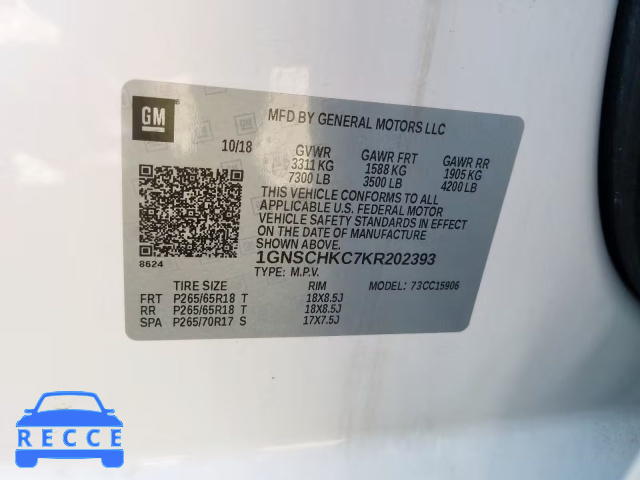 GM
MFD BY GENERAL MOTORS LLC
10/18 GVWR GAWR FRT GAWR RR
3311 KG 1588 KG 1905 KG
7300 LB 3500 LB 4200 LB
THIS VEHICLE CONFORMS TO ALL
APPLICABLE U.S. FEDERAL MOTOR
VEHICLE SAFETY STANDARDS IN EFFECT
ON THE DATE OF MANUFACTURE
SHOWN ABOVE.
8624 1GNSCHKC7KR202393
TYPE: M.P.V.
TIRE SIZE RIM MODEL: 73CC15906
FRT P265/65R18 T 18X8.5J
RR P265/65R18 T 18X8.5J
SPA P265/70R17 S 17X7.5J
RECCE